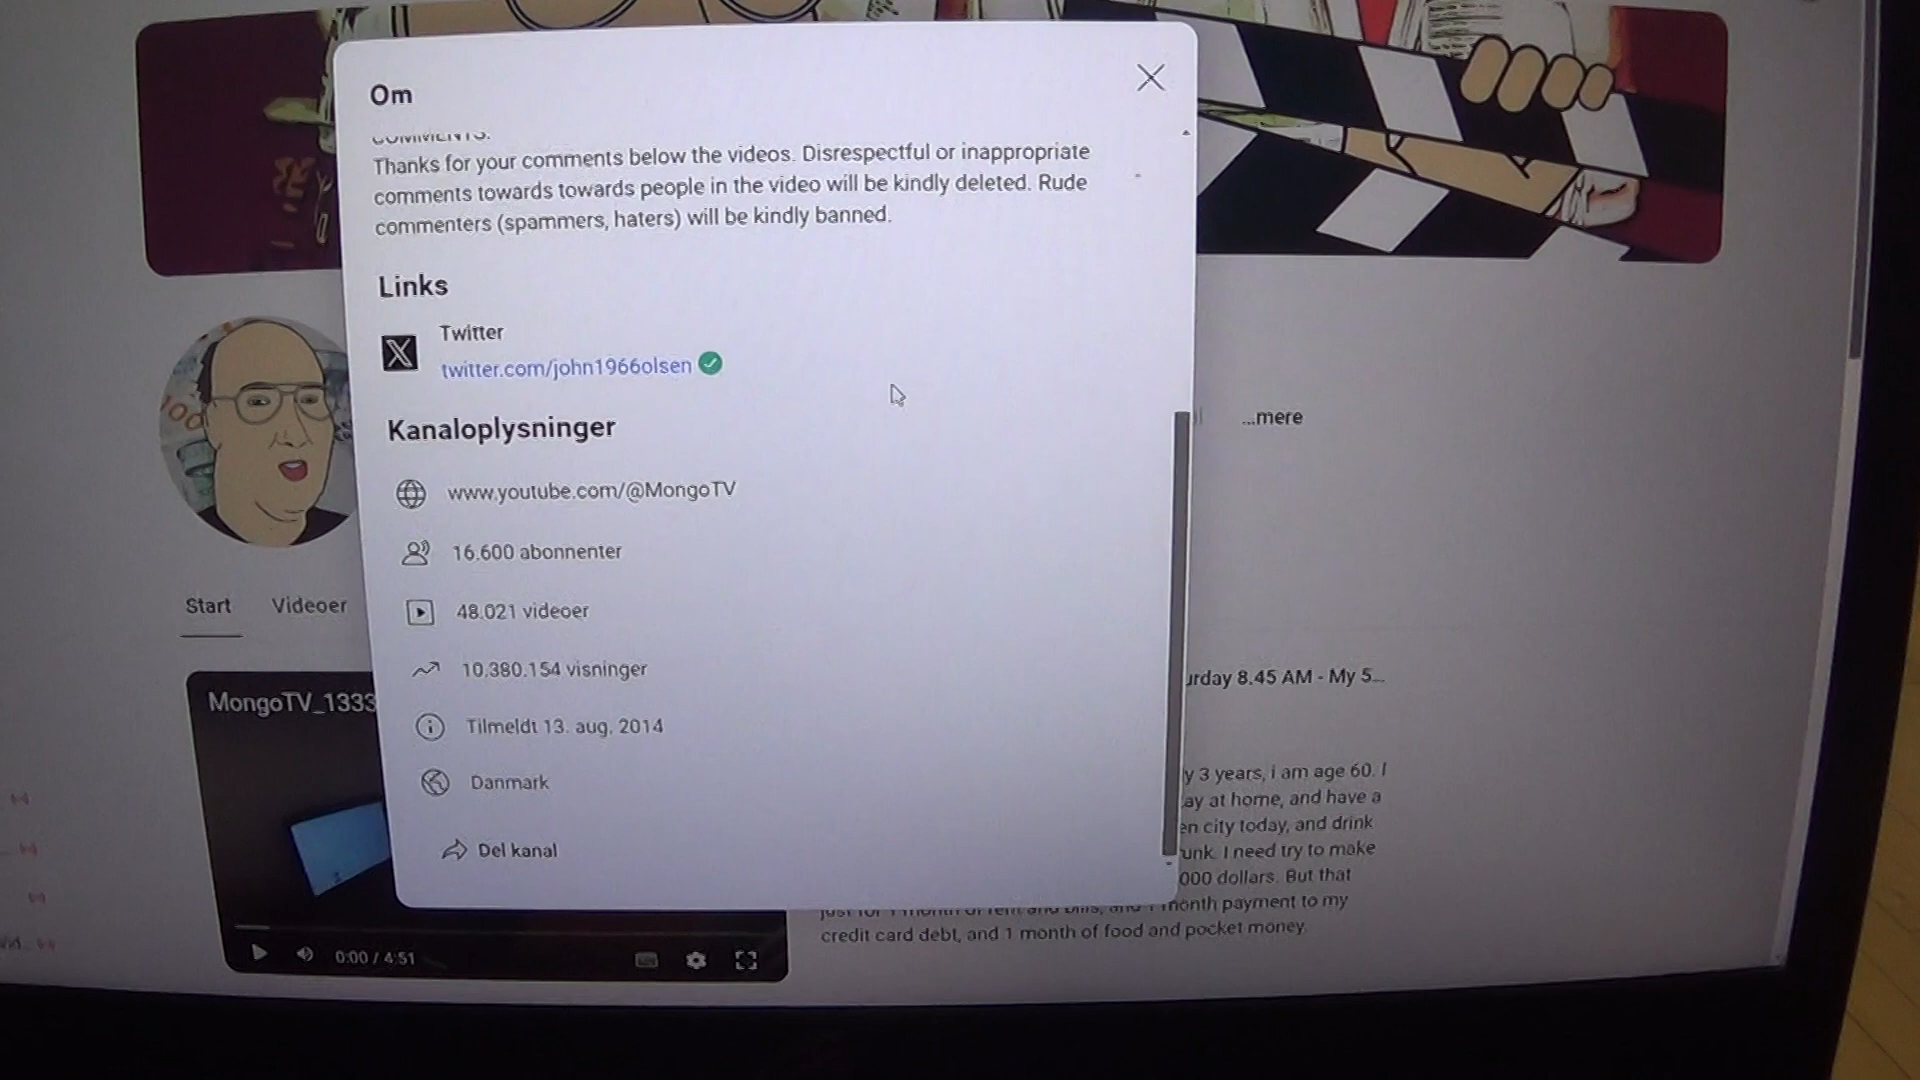 Om
COMMENTS.
Thanks for your comments below the videos. Disrespectful or inappropriate
comments towards towards people in the video will be kindly deleted. Rude
commenters (spammers, haters) will be kindly banned.
Links
Twitter
twitter.com/john1966olsen
Kanaloplysninger
www.youtube.com/@MongoTV
16.600 abonnenter
48.021 videoer
10.380.154 visninger
Tilmeldt 13. aug. 2014
Danmark
Del kanal
...mere
Start Videoer
MongoTV_1333
0:00 / 4:51
urday 8.45 AM - My 5...
y 3 years, i am age 60. I
ay at home, and have a
en city today, and drink
unk. I need try to make
000 dollars. But that
just for 1 month of rent and bills, and 1 month payment to my
credit card debt, and 1 month of food and pocket money.